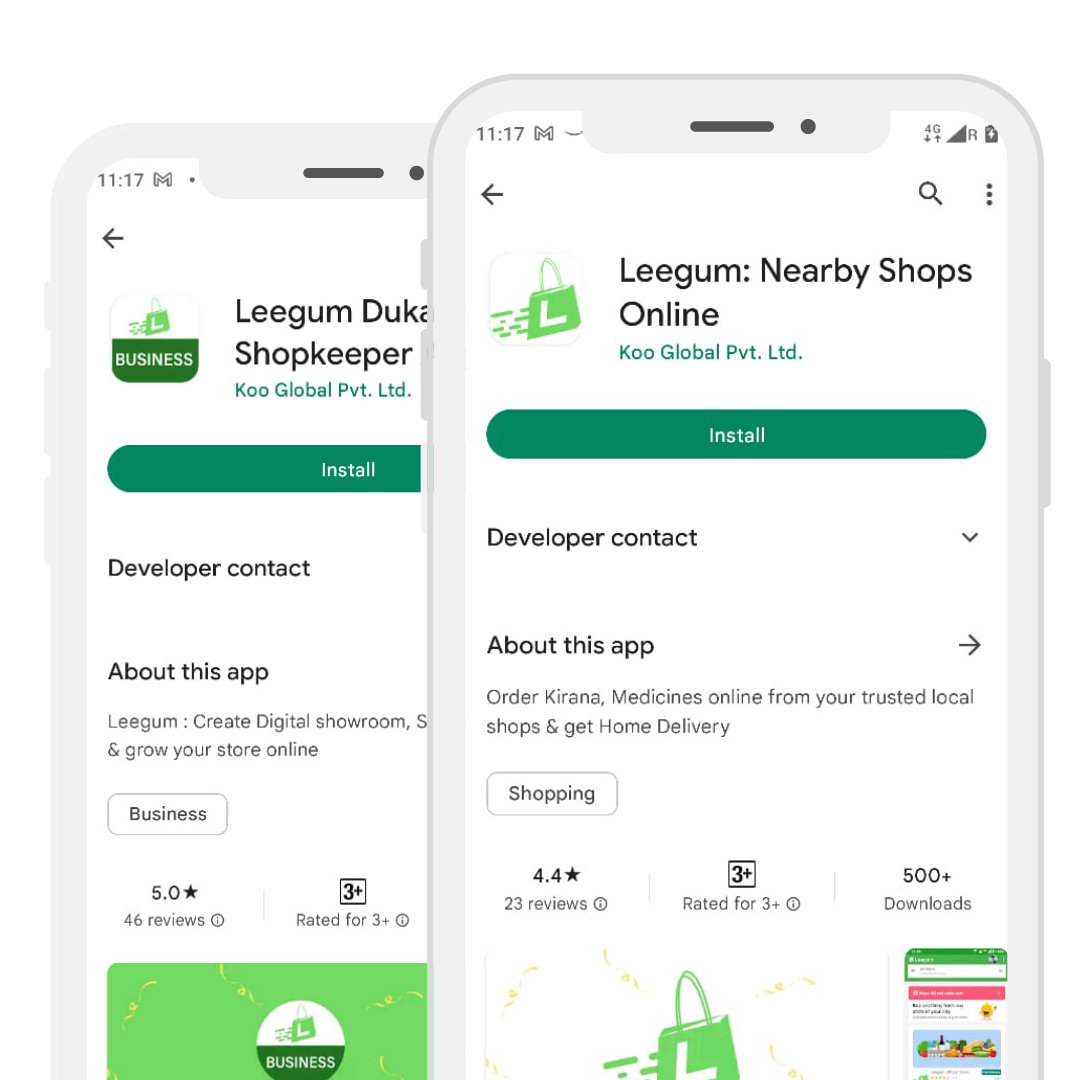 11:17
Leegum Duka
Shopkeeper
Koo Global Pvt. Ltd.
BUSINESS
Install
Developer contact
About this app
Leegum : Create Digital showroom, S
& grow your store online
Business
5.0★
46 reviews
3+
Rated for 3+
BUSINESS
11:17
4G
R
L
Leegum: Nearby Shops
Online
Koo Global Pvt. Ltd.
Install
Developer contact
About this app
Order Kirana, Medicines online from your trusted local
shops & get Home Delivery
Shopping
4.4★
23 reviews
3+
Rated for 3+
500+
Downloads
L
Leegum